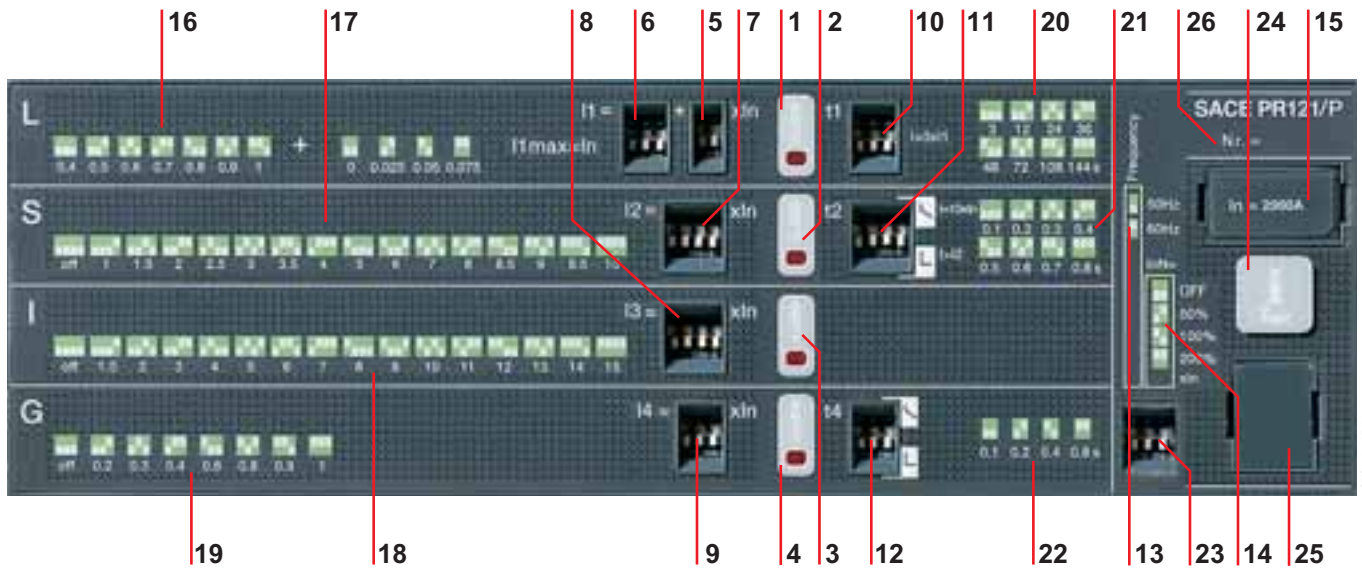 16 17 8 6 5 7 1 2 10 11 20 21 26 24 15
L
0.4 0.5 0.6 0.7 0.8 0.9 1 + 0 0.025 0.05 0.075
I1 = + xIn
I1max=In
t1
3 12 24 36
48 72 108 144 s
S
off 1 1.5 2 2.5 3 3.5 4 5 6 7 8 8.5 9 9.5 10
I2 = xIn
t2
0.1 0.2 0.3 0.4
0.5 0.6 0.7 0.8 s
I
off 1.5 2 3 4 5 6 7 8 9 10 11 12 13 14 15
I3 = xIn
G
off 0.2 0.3 0.4 0.6 0.8 0.9 1
I4 = xIn
t4
0.1 0.2 0.4 0.8 s
Frequency
50Hz
60Hz
OFF
50%
100%
200%
xIn
SACE PR121/P
Nr. =
In = 2000A
19 18 9 4 3 12 22 13 23 14 25